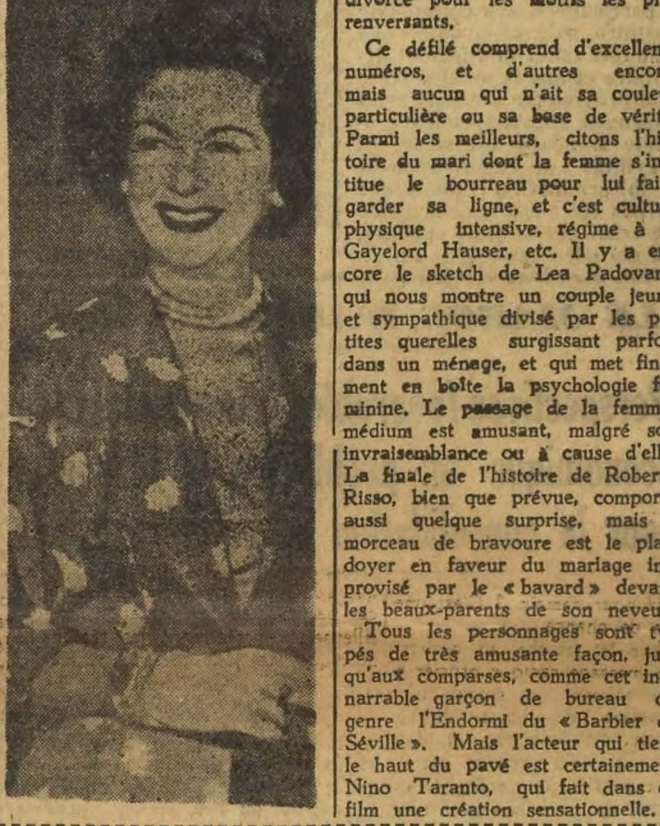 divorce pour les motifs les
renversants.
Ce défilé comprend d'excellen
numéros, et d'autres encor
mais aucun qui n'ait sa coule
particulière ou sa base de vérit
Parmi les meilleurs, citons l'hi
toire du mari dont la femme s'in
titue le bourreau pour lui fai
garder sa ligne, et c'est cultu
physique intensive, régime à
Gayelord Hauser, etc. Il y a e
core le sketch de Lea Padovan
qui nous montre un couple jeu
et sympathique divisé par les p
tites querelles surgissant parfo
dans un ménage, et qui met fin
ment en boîte la psychologie f
minine. Le passage de la femm
médium est amusant, malgré so
invraisemblance ou à cause d'ell
La finale de l'histoire de Rober
Risso, bien que prévue, compor
aussi quelque surprise, mais
morceau de bravoure est le pla
doyer en faveur du mariage im
provisé par le « bavard » deva
les beaux-parents de son neveu
Tous les personnages sont ty
pés de très amusante façon, ju
qu'aux comparses, comme cet in
narrable garçon de bureau
genre l'Endormi du « Barbier
Séville ». Mais l'acteur qui tie
le haut du pavé est certaineme
Nino Taranto, qui fait dans
film une création sensationnelle.